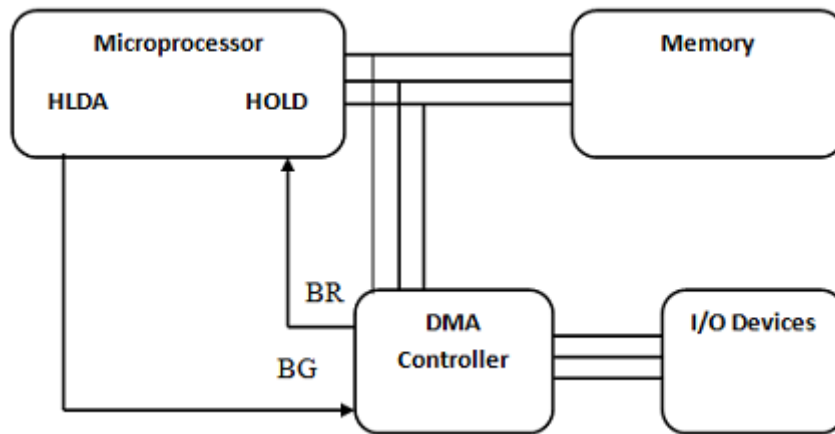 Microprocessor
HLDA
HOLD
Memory
BR
BG
DMA
Controller
I/O Devices